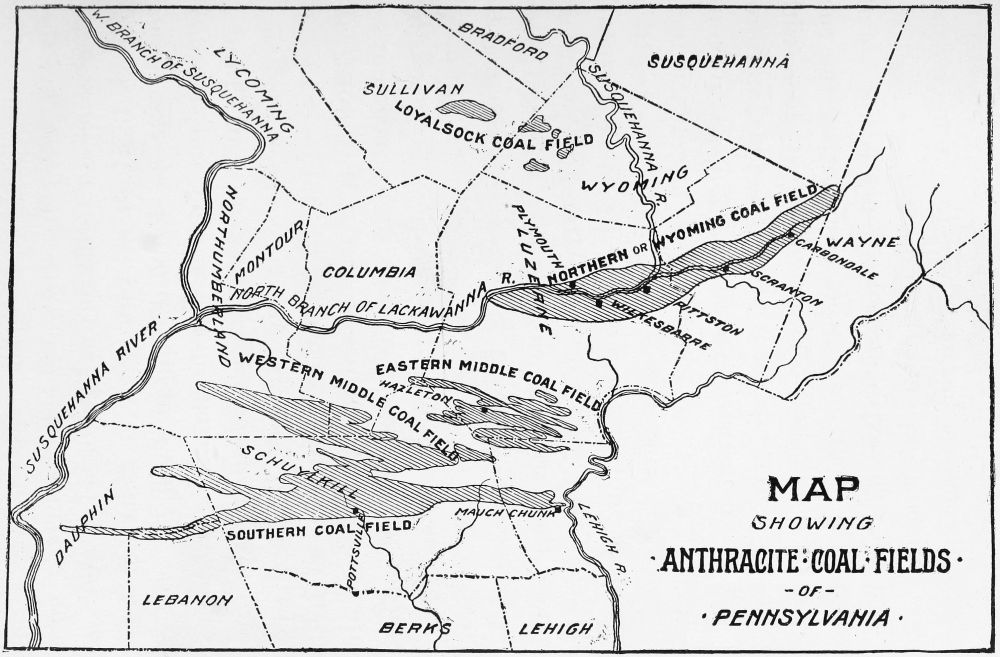 W. BRANCH OF SUSQUEHANNA
LYCOMING
BRADFORD
SUSQUEHANNA
SULLIVAN
LOYALSOCK COAL FIELD
SUSQUEHANNA R.
WYOMING
NORTHUMBERLAND
MONTOUR
COLUMBIA
PLYMOUTH
LUZERNE
NORTHERN OR WYOMING COAL FIELD
WAYNE
CARBONDALE
SCRANTON
PITTSTON
WILKESBARRE
NORTH BRANCH OF LACKAWANNA R.
SUSQUEHANNA RIVER
WESTERN MIDDLE COAL FIELD
EASTERN MIDDLE COAL FIELD
HAZLETON
SCHUYLKILL
DAUPHIN
SOUTHERN COAL FIELD
MAUCH CHUNK
POTTSVILLE
LEHIGH R.
LEBANON
BERKS
LEHIGH
MAP
SHOWING
· ANTHRACITE · COAL · FIELDS ·
- OF -
· PENNSYLVANIA ·